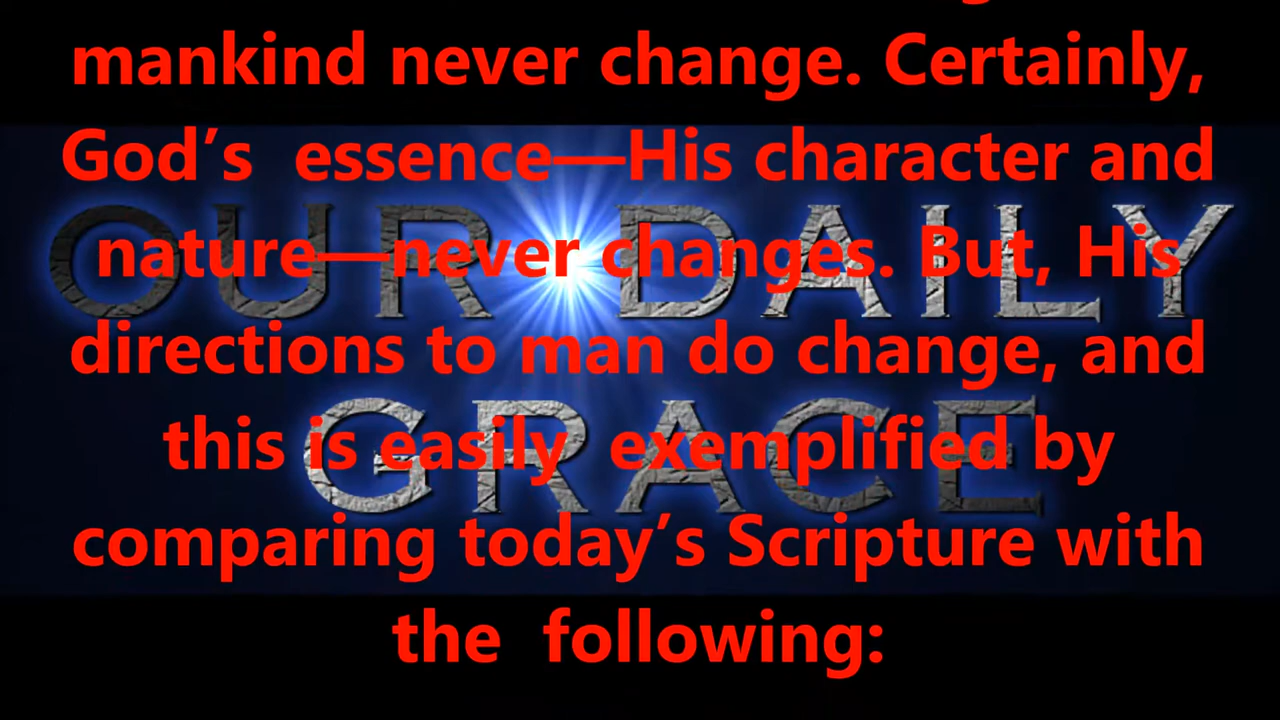 mankind never change. Certainly,
God’s essence—His character and
nature—never changes. But, His
directions to man do change, and
this is easily exemplified by
comparing today’s Scripture with
the following:
OUR DAILY
GRACE